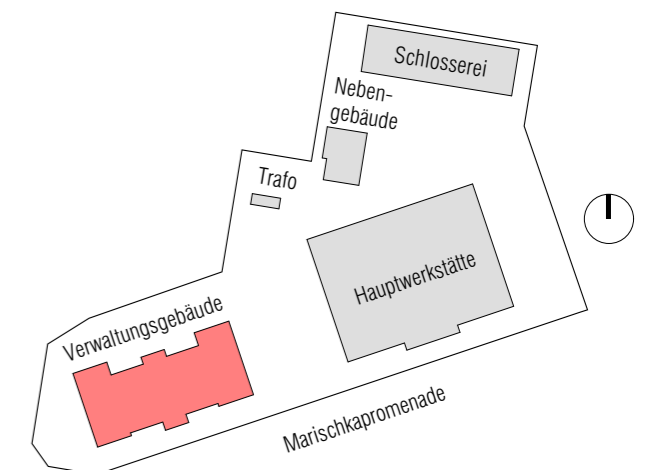 Schlosserei
Neben-
gebäude
Trafo
Hauptwerkstätte
Verwaltungsgebäude
Marischkapromenade